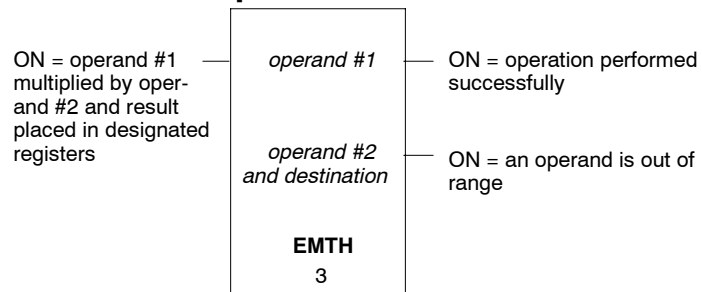 ON = operand #1
multiplied by oper-
and #2 and result
placed in designated
registers
operand #1
ON = operation performed
successfully
operand #2
and destination
ON = an operand is out of
range
EMTH
3